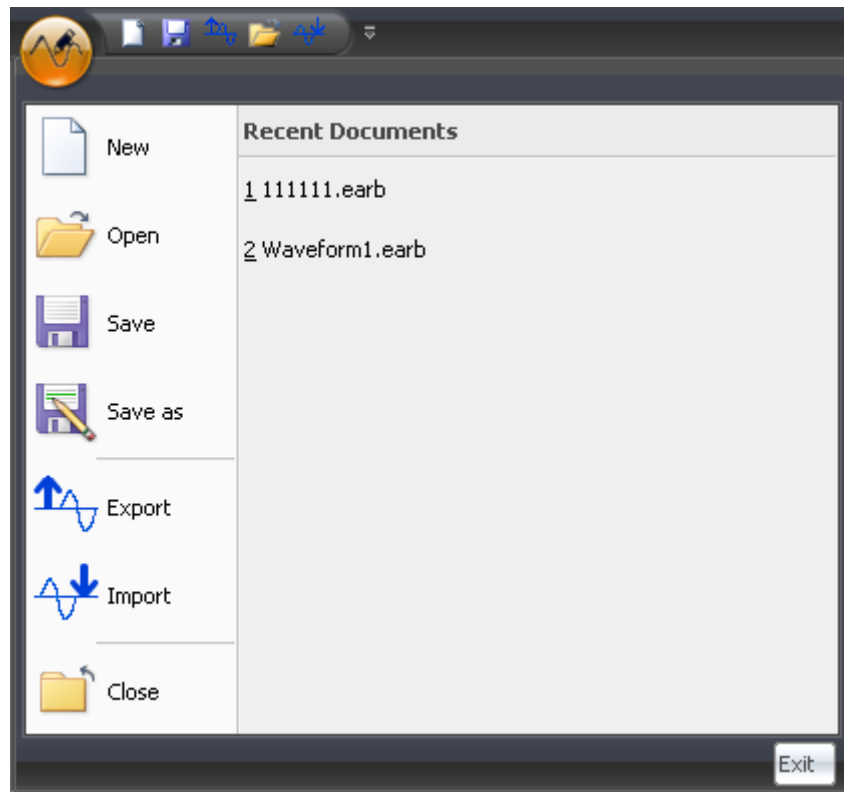 New
Open
Save
Save as
Export
Import
Close
Recent Documents
1 111111.earb
2 Waveform1.earb
Exit